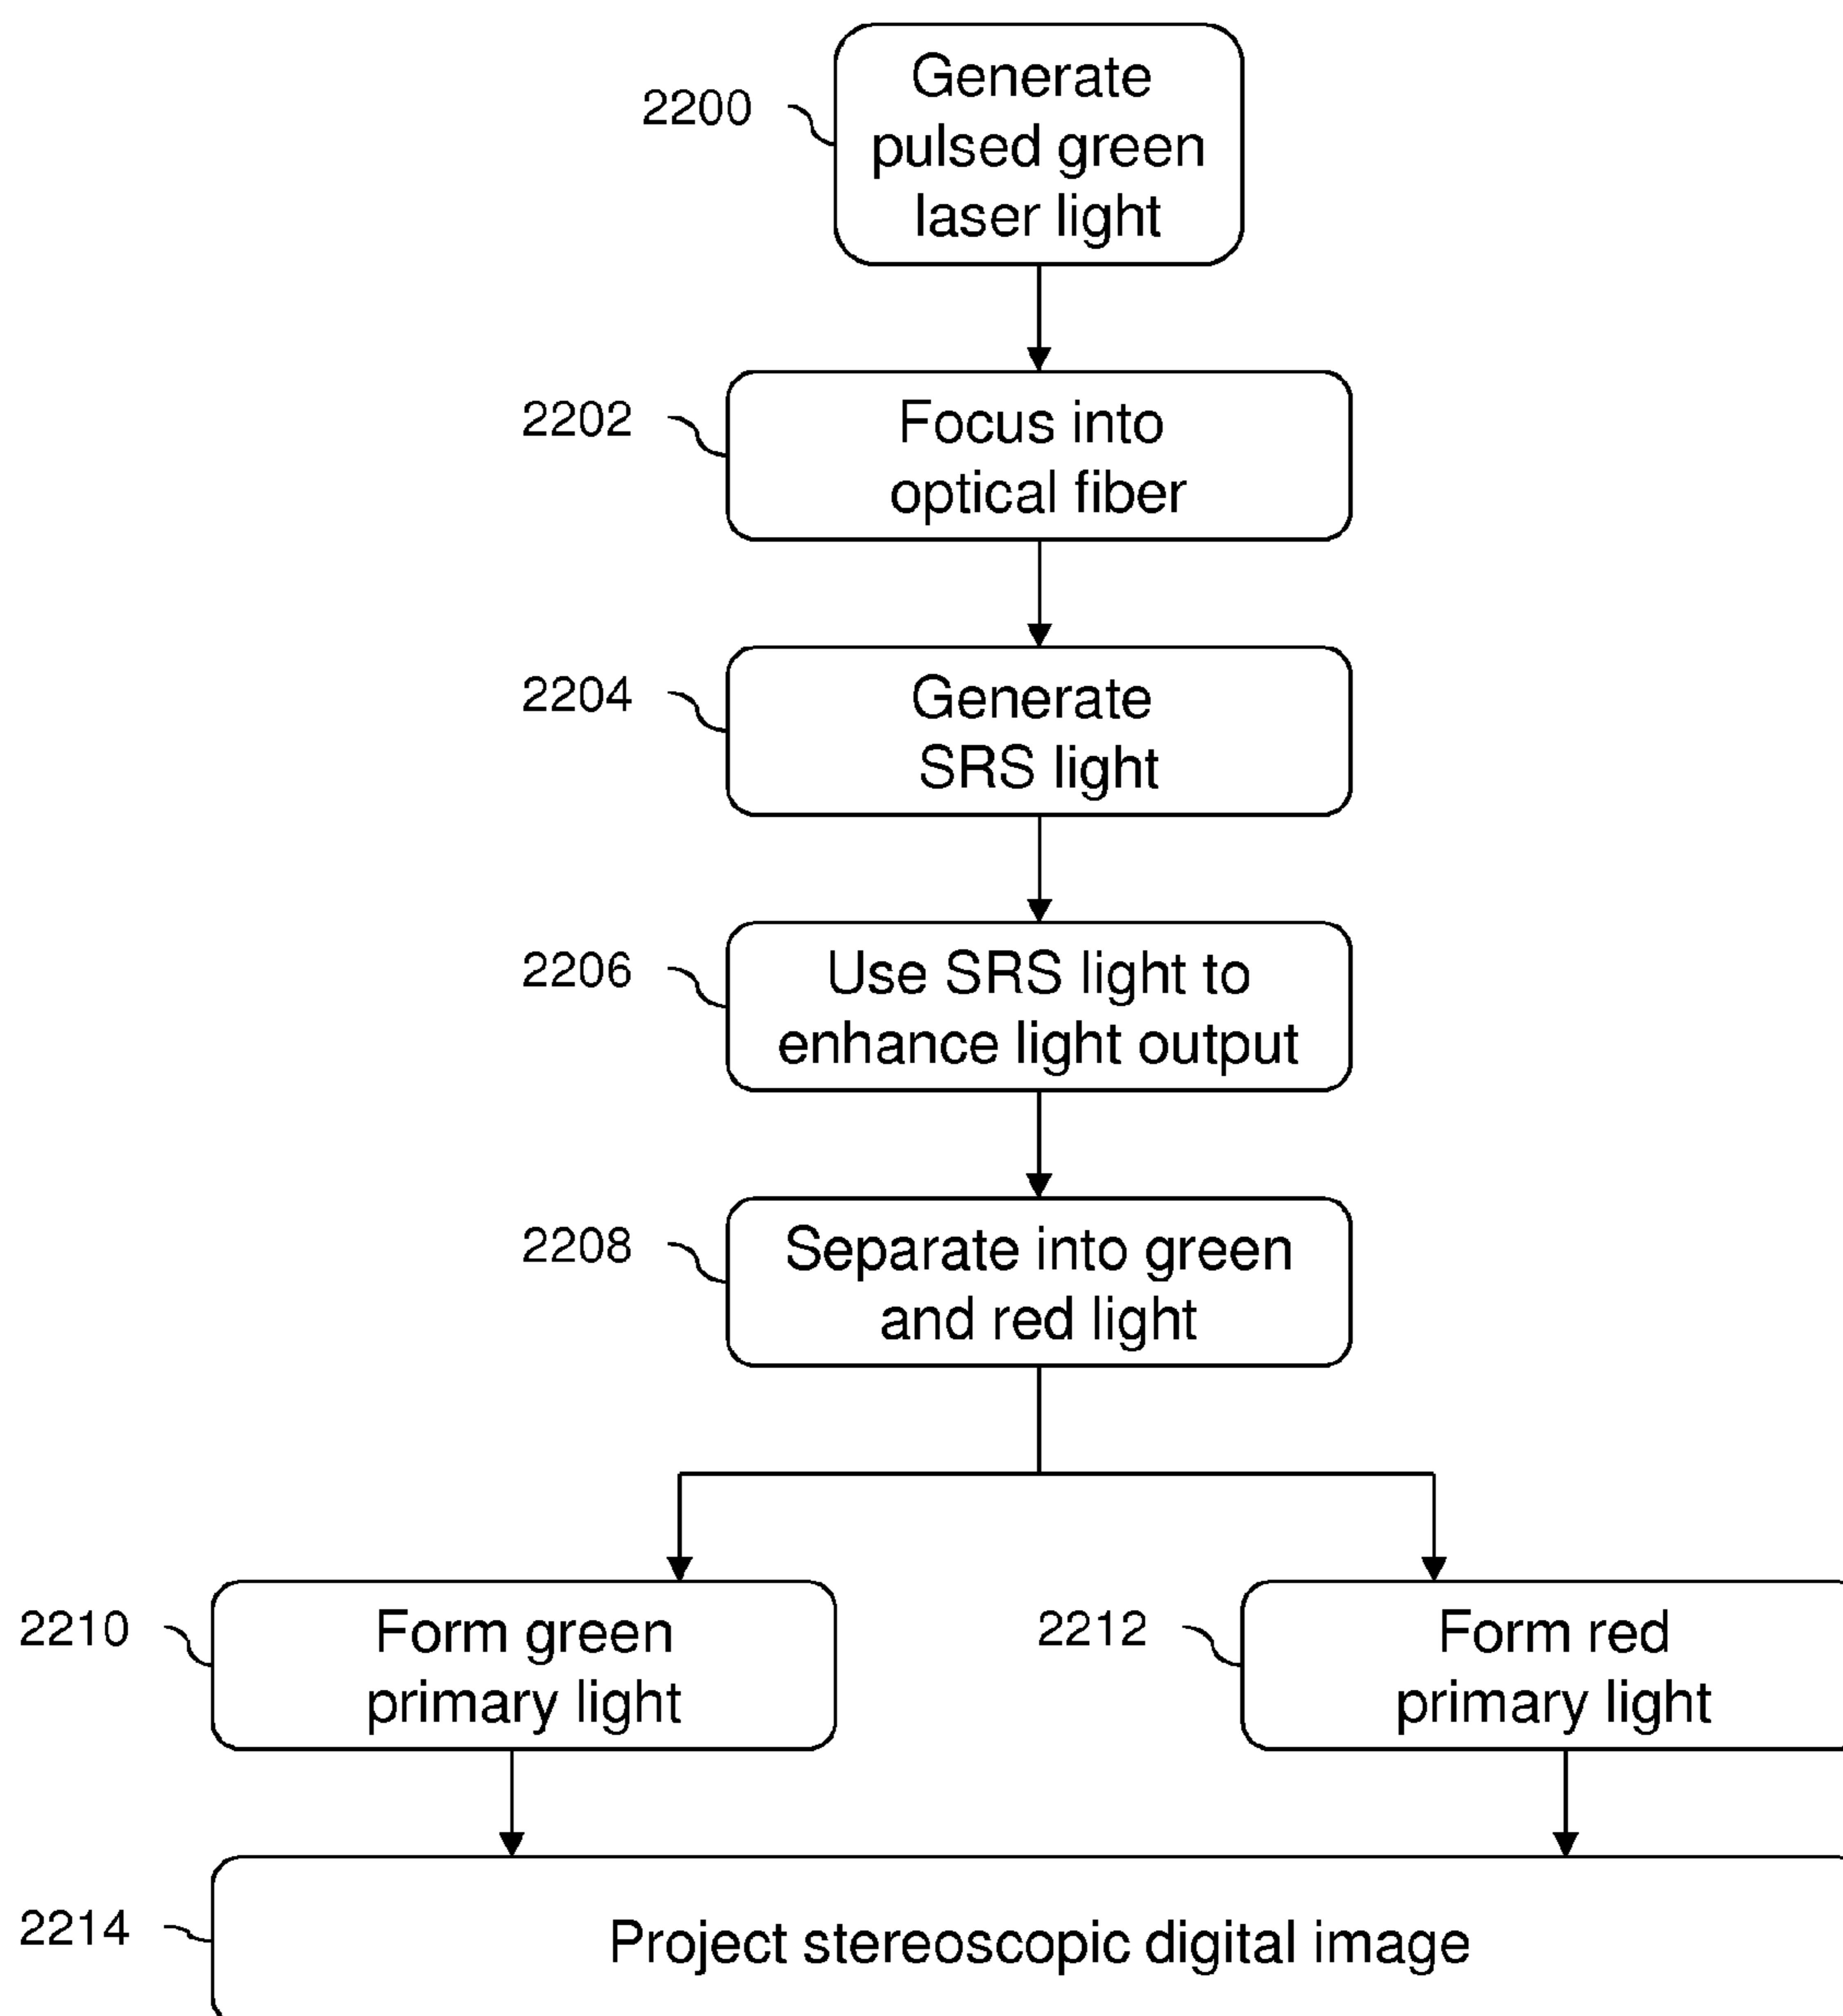 2200
Generate
pulsed green
laser light
2202
Focus into
optical fiber
2204
Generate
SRS light
2206
Use SRS light to
enhance light output
2208
Separate into green
and red light
2210
Form green
primary light
2212
Form red
primary light
2214
Project stereoscopic digital image